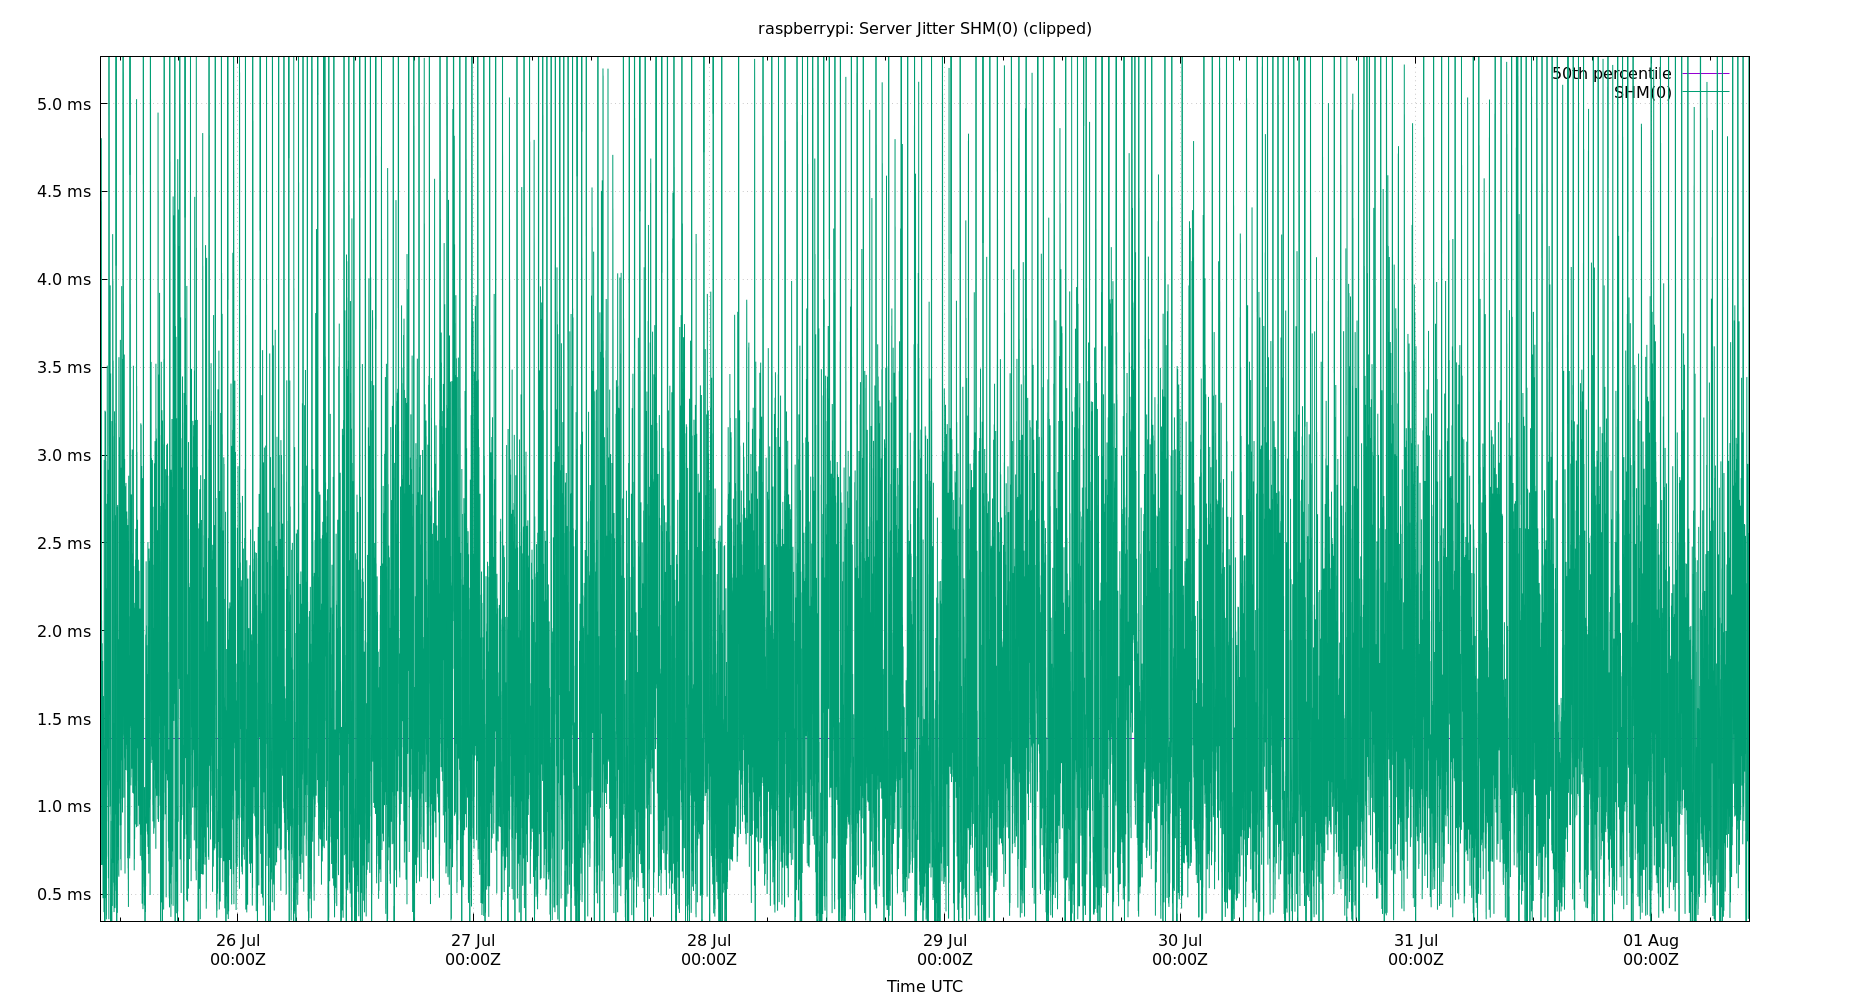 raspberrypi: Server Jitter SHM(0) (clipped)
50th percentile
SHM(0)
5.0 ms
4.5 ms
4.0 ms
3.5 ms
3.0 ms
2.5 ms
2.0 ms
1.5 ms
1.0 ms
0.5 ms
26 Jul 27 Jul 28 Jul 29 Jul 30 Jul 31 Jul 01 Aug
00:00Z 00:00Z 00:00Z 00:00Z 00:00Z 00:00Z 00:00Z
Time UTC